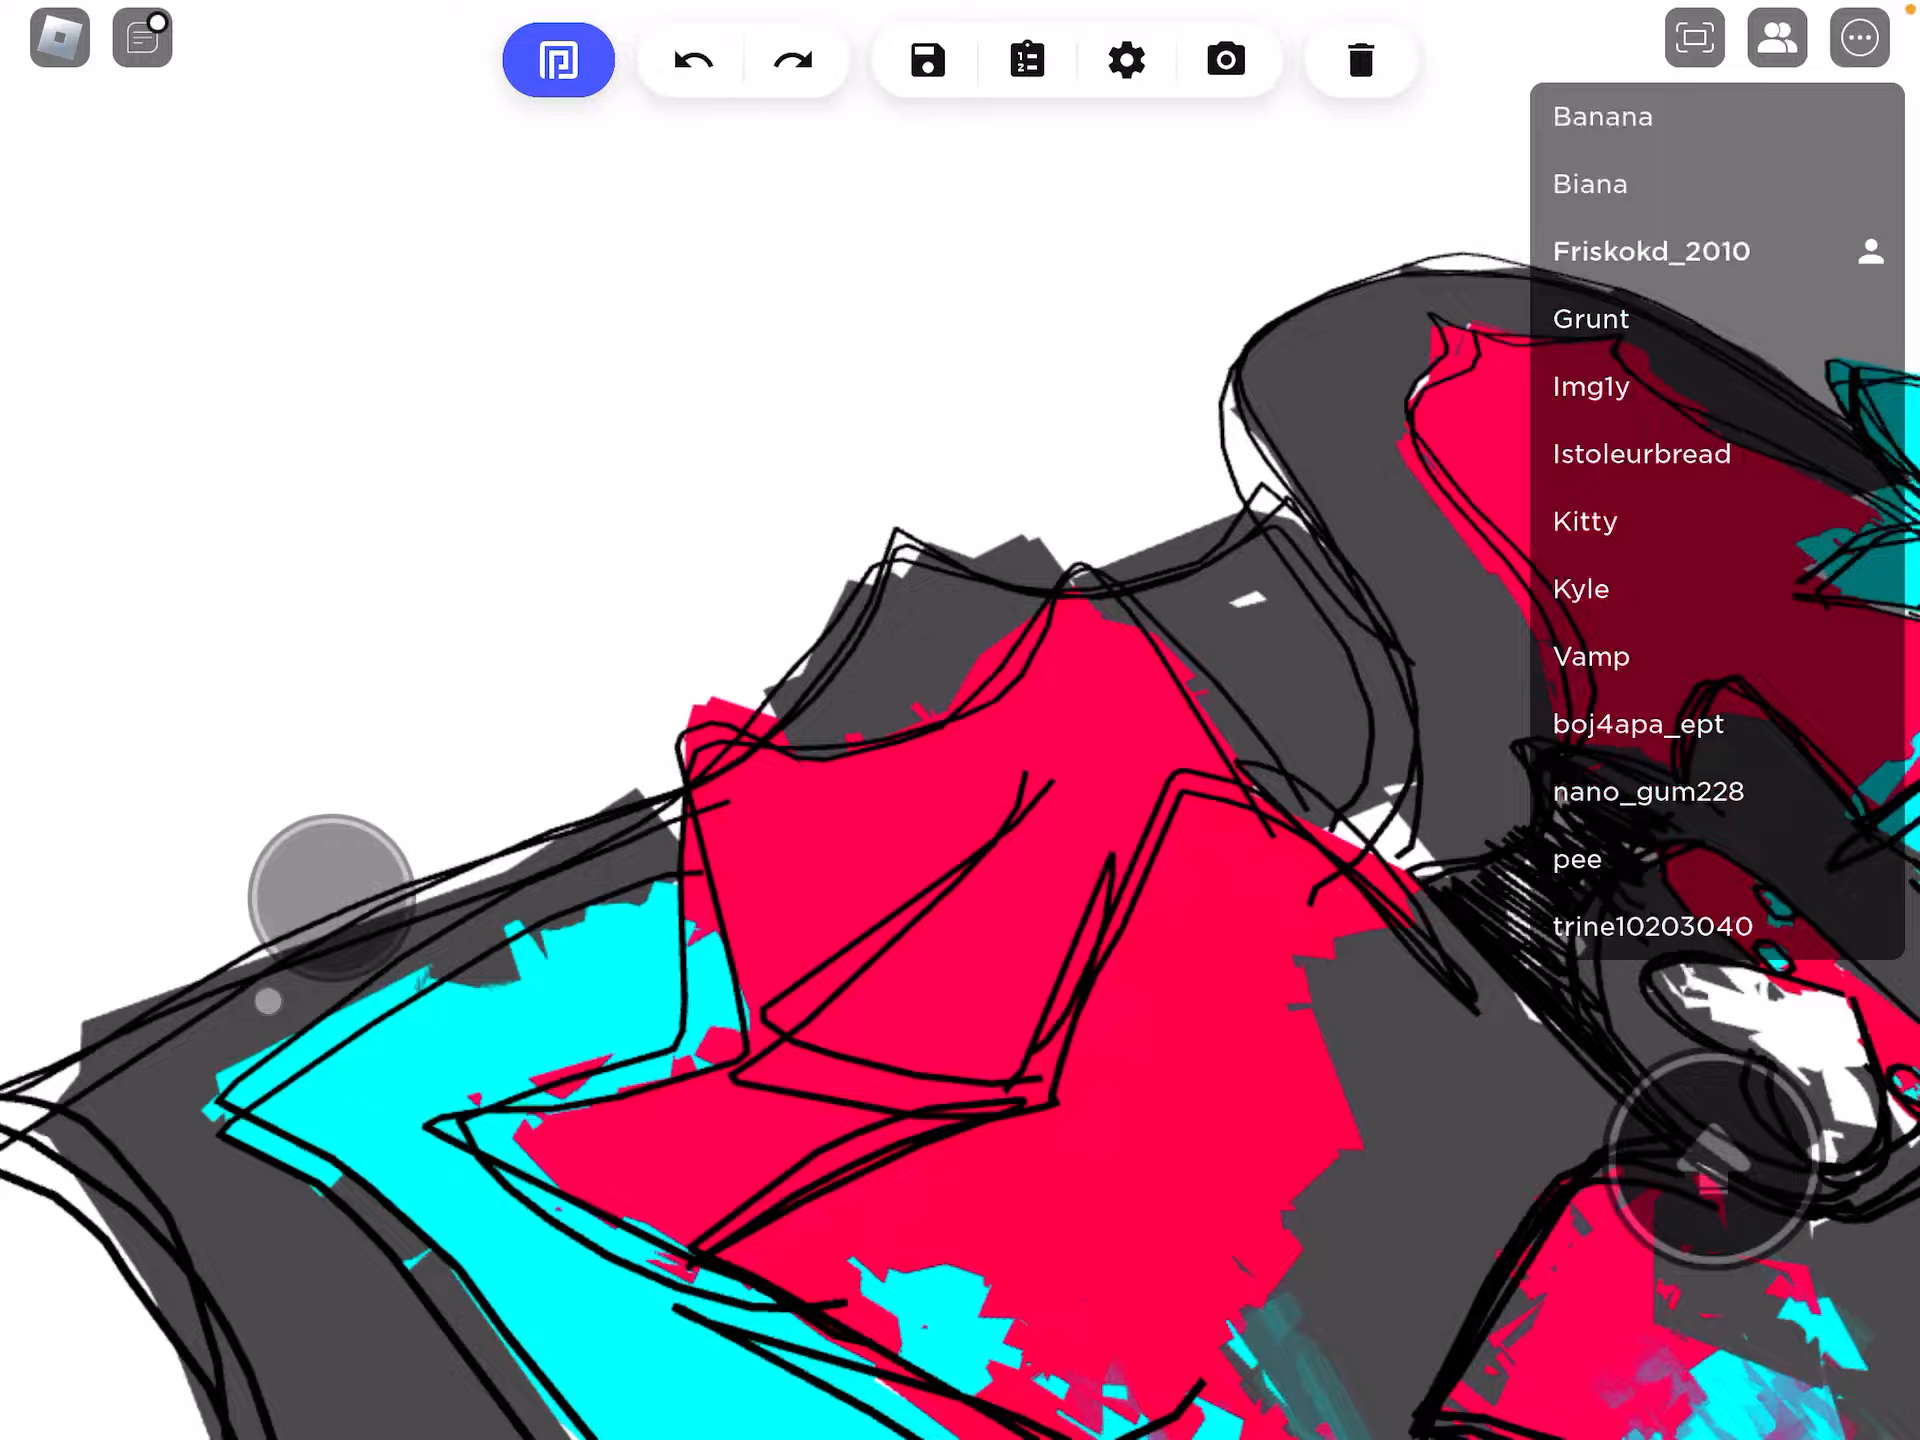 Banana
Biana
Friskokd_2010
Grunt
Img1y
Istoleurbread
Kitty
Kyle
Vamp
boj4apa_ept
nano_gum228
pee
trine10203040